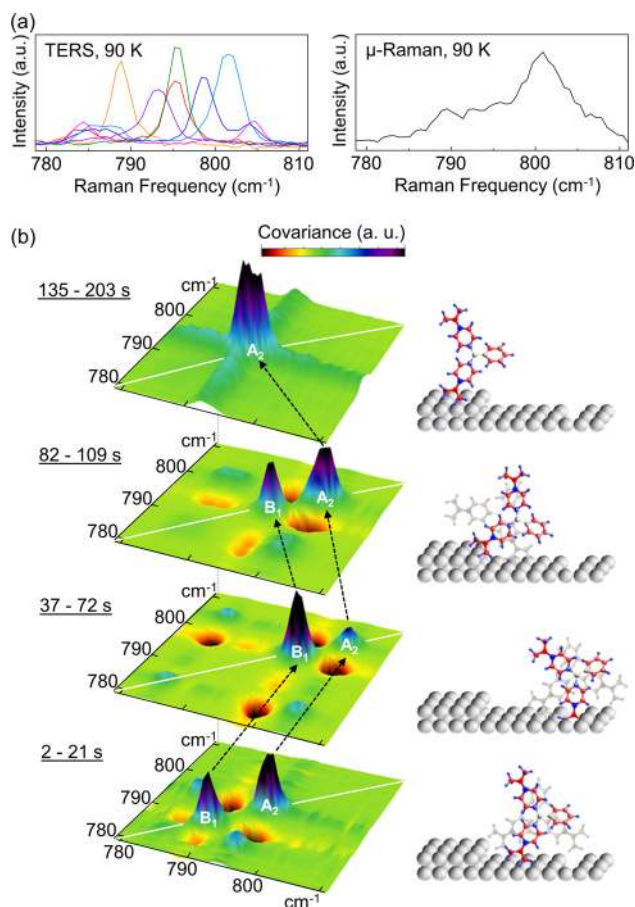 (a)
TERS, 90 K
Intensity (a.u.)
780 790 800 810
Raman Frequency (cm⁻¹)
μ-Raman, 90 K
Intensity (a.u.)
780 790 800 810
Raman Frequency (cm⁻¹)
(b)
Covariance (a. u.)
135 - 203 s
cm⁻¹
800
790
780
A₂
82 - 109 s
cm⁻¹
800
790
780
B₁
A₂
37 - 72 s
cm⁻¹
800
790
780
B₁
A₂
2 - 21 s
cm⁻¹
800
790
780
B₁
A₂
780
790
800
cm⁻¹